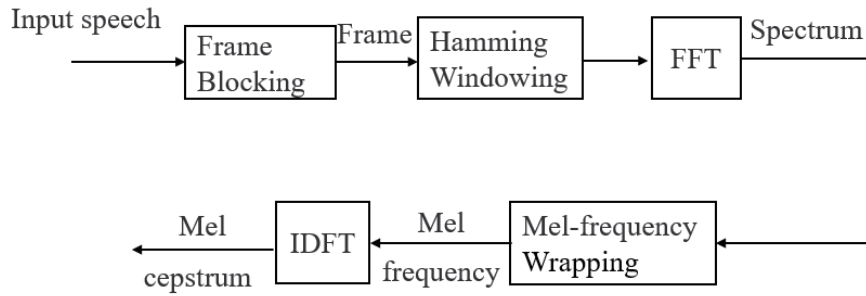 Input speech
Frame
Blocking
Frame
Hamming
Windowing
FFT
Spectrum
Mel
cepstrum
IDFT
Mel
frequency
Mel-frequency
Wrapping